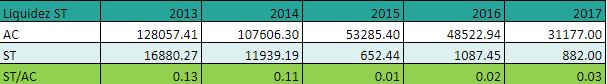 Liquidez ST 2013 2014 2015 2016 2017
AC 128057.41 107606.30 53285.40 48522.94 31177.00
ST 16880.27 11939.19 652.44 1087.45 882.00
ST/AC 0.13 0.11 0.01 0.02 0.03